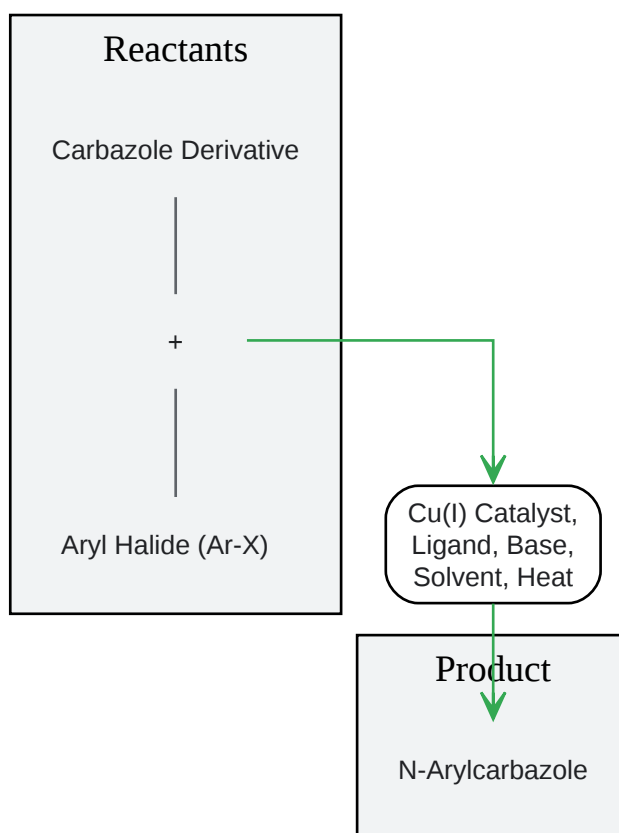 Reactants
Carbazole Derivative
+
Aryl Halide (Ar-X)
Cu(I) Catalyst,
Ligand, Base,
Solvent, Heat
Product
N-Arylcarbazole